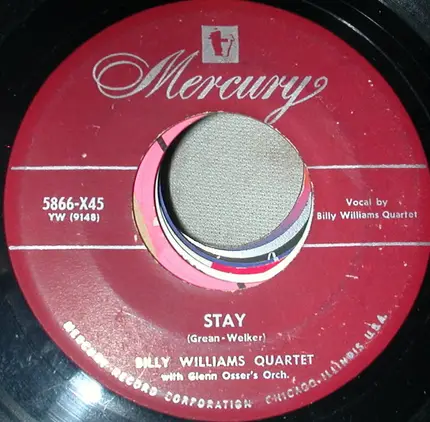 Mercury
5866-X45
YW (9148)
Vocal by
Billy Williams Quartet
STAY
(Grean-Welker)
BILLY WILLIAMS QUARTET
with Glenn Osser's Orch.
MERCURY RECORD CORPORATION CHICAGO-ILLINOIS, U.S.A.